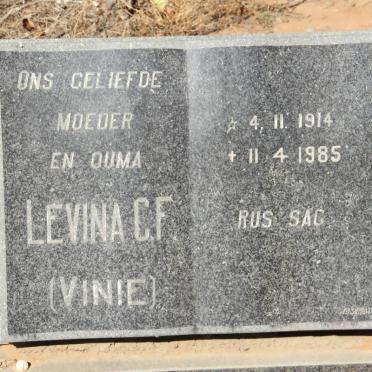 ONS GELIEFDE
MOEDER
EN OUMA
LEVINA C.F.
(VINIE)
☆ 4.11.1914
+ 11.4.1985
RUS SAG